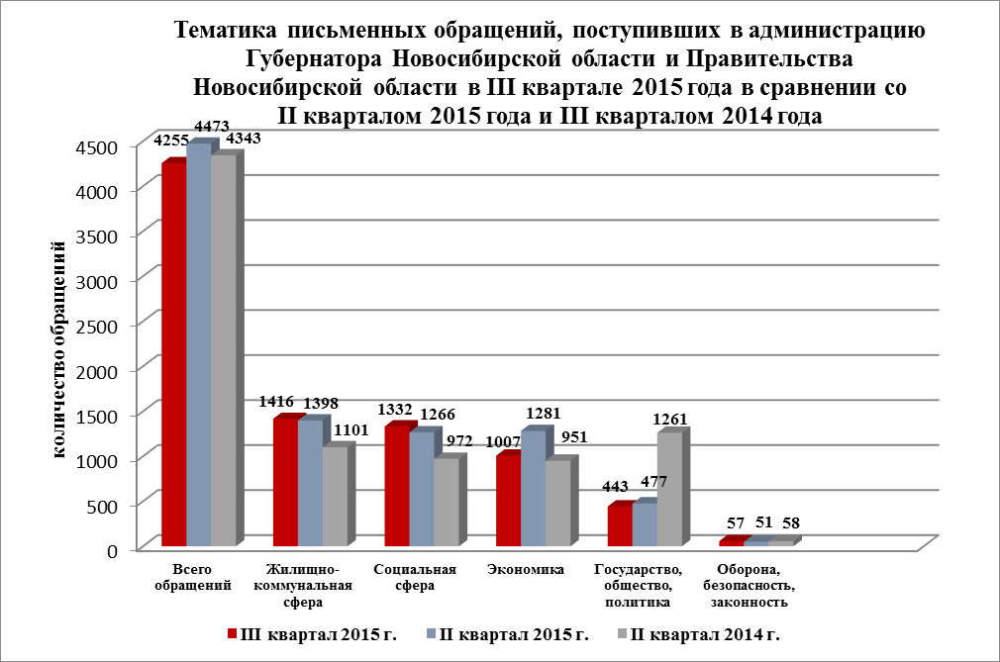 Тематика письменных обращений, поступивших в администрацию
Губернатора Новосибирской области и Правительства
Новосибирской области в III квартале 2015 года в сравнении со
II кварталом 2015 года и III кварталом 2014 года
количество обращений
4500
4000
3500
3000
2500
2000
1500
1000
500
0
4255 4473 4343
1416 1398 1101
1332 1266 972
1007 1281 951
443 477 1261
57 51 58
Всего
обращений
Жилищно-
коммунальная
сфера
Социальная
сфера
Экономика
Государство,
общество,
политика
Оборона,
безопасность,
законность
III квартал 2015 г. II квартал 2015 г. II квартал 2014 г.